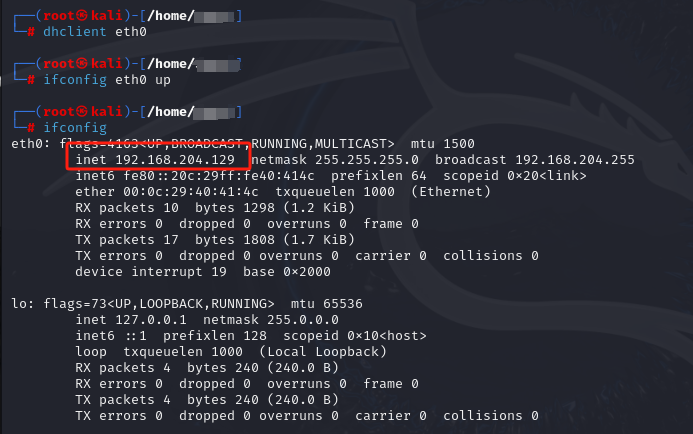 ┌──(root㉿kali)-[/home/ ]
└─# dhclient eth0
┌──(root㉿kali)-[/home/ ]
└─# ifconfig eth0 up
┌──(root㉿kali)-[/home/ ]
└─# ifconfig
eth0: flags=4163<UP,BROADCAST,RUNNING,MULTICAST>  mtu 1500
        inet 192.168.204.129  netmask 255.255.255.0  broadcast 192.168.204.255
        inet6 fe80::20c:29ff:fe40:414c  prefixlen 64  scopeid 0×20<link>
        ether 00:0c:29:40:41:4c  txqueuelen 1000  (Ethernet)
        RX packets 10  bytes 1298 (1.2 KiB)
        RX errors 0  dropped 0  overruns 0  frame 0
        TX packets 17  bytes 1808 (1.7 KiB)
        TX errors 0  dropped 0 overruns 0  carrier 0  collisions 0
        device interrupt 19  base 0×2000
lo: flags=73<UP,LOOPBACK,RUNNING>  mtu 65536
        inet 127.0.0.1  netmask 255.0.0.0
        inet6 ::1  prefixlen 128  scopeid 0×10<host>
        loop  txqueuelen 1000  (Local Loopback)
        RX packets 4  bytes 240 (240.0 B)
        RX errors 0  dropped 0  overruns 0  frame 0
        TX packets 4  bytes 240 (240.0 B)
        TX errors 0  dropped 0 overruns 0  carrier 0  collisions 0